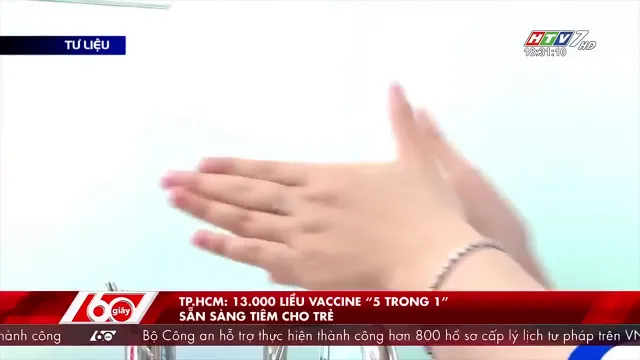 TƯ LIỆU
HTV7 HD
18:31:10
60 giây
TP.HCM: 13.000 LIỀU VACCINE “5 TRONG 1”
SẴN SÀNG TIÊM CHO TRẺ
hành công 60 Bộ Công an hỗ trợ thực hiện thành công hơn 800 hồ sơ cấp lý lịch tư pháp trên VN